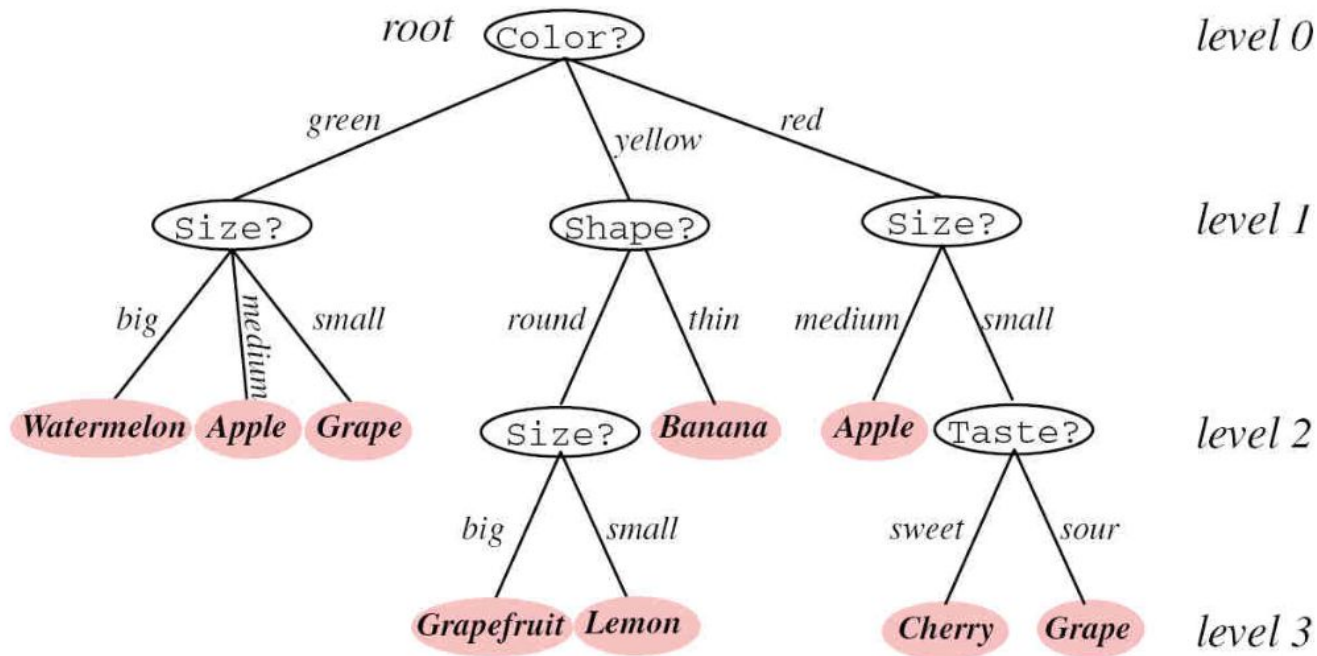 root Color? level 0
green yellow red
Size? Shape? Size? level 1
big medium small round thin medium small
Watermelon Apple Grape Size? Banana Apple Taste? level 2
big small sweet sour
Grapefruit Lemon Cherry Grape level 3